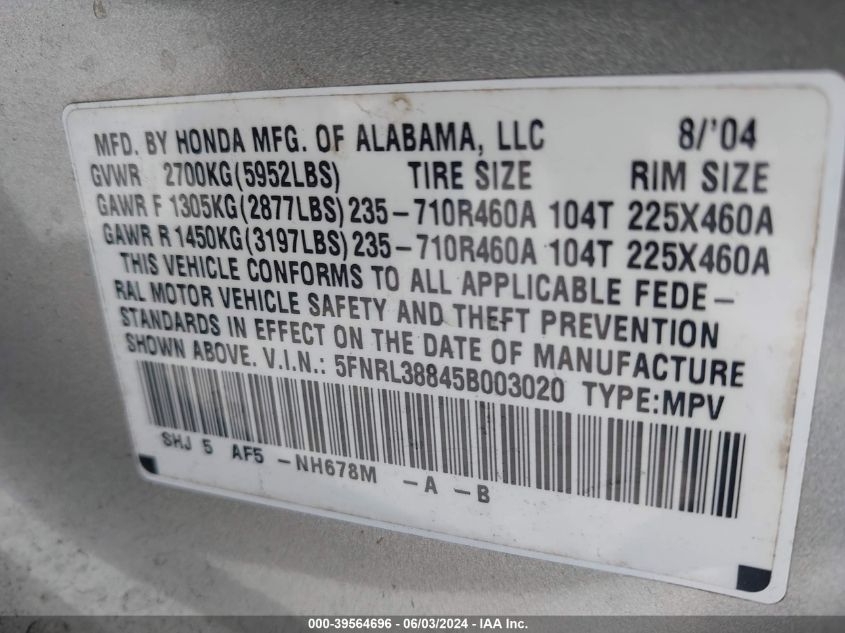 MFD. BY HONDA MFG. OF ALABAMA, LLC 8/'04
GVWR 2700KG(5952LBS) TIRE SIZE RIM SIZE
GAWR F 1305KG(2877LBS) 235-710R460A 104T 225X460A
GAWR R 1450KG(3197LBS) 235-710R460A 104T 225X460A
THIS VEHICLE CONFORMS TO ALL APPLICABLE FEDE-
RAL MOTOR VEHICLE SAFETY AND THEFT PREVENTION
STANDARDS IN EFFECT ON THE DATE OF MANUFACTURE
SHOWN ABOVE. V.I.N.: 5FNRL38845B003020 TYPE:MPV
SHJ 5 AF5 -NH678M -A -B
000-39564696 - 06/03/2024 - IAA Inc.